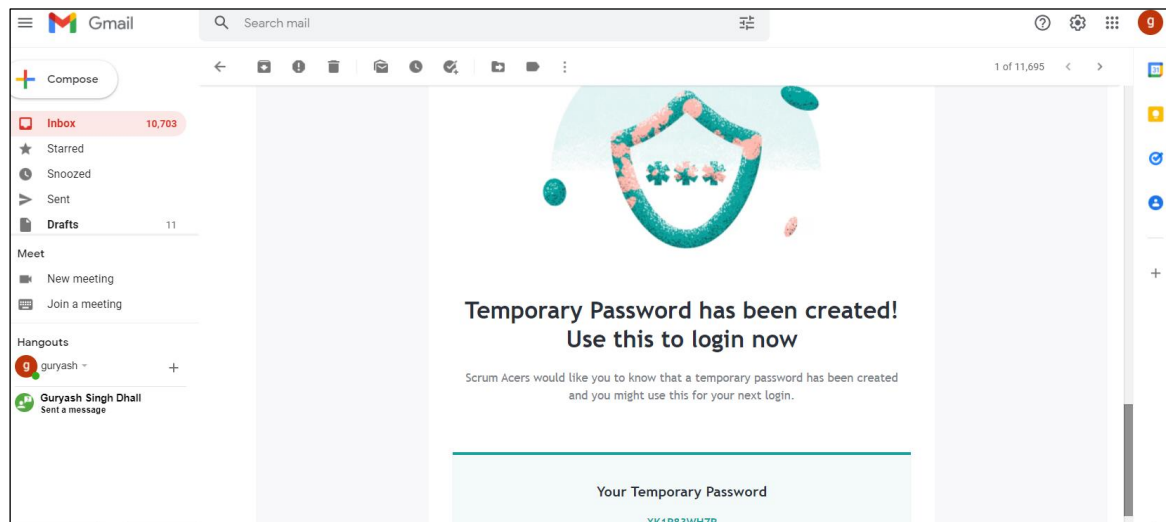 Gmail
Search mail
g
Compose
1 of 11,695
Inbox 10,703
Starred
Snoozed
Sent
Drafts 11
Meet
New meeting
Join a meeting
Hangouts
g guryash
Guryash Singh Dhall
Sent a message
31
***
Temporary Password has been created!
Use this to login now
Scrum Acers would like you to know that a temporary password has been created
and you might use this for your next login.
Your Temporary Password